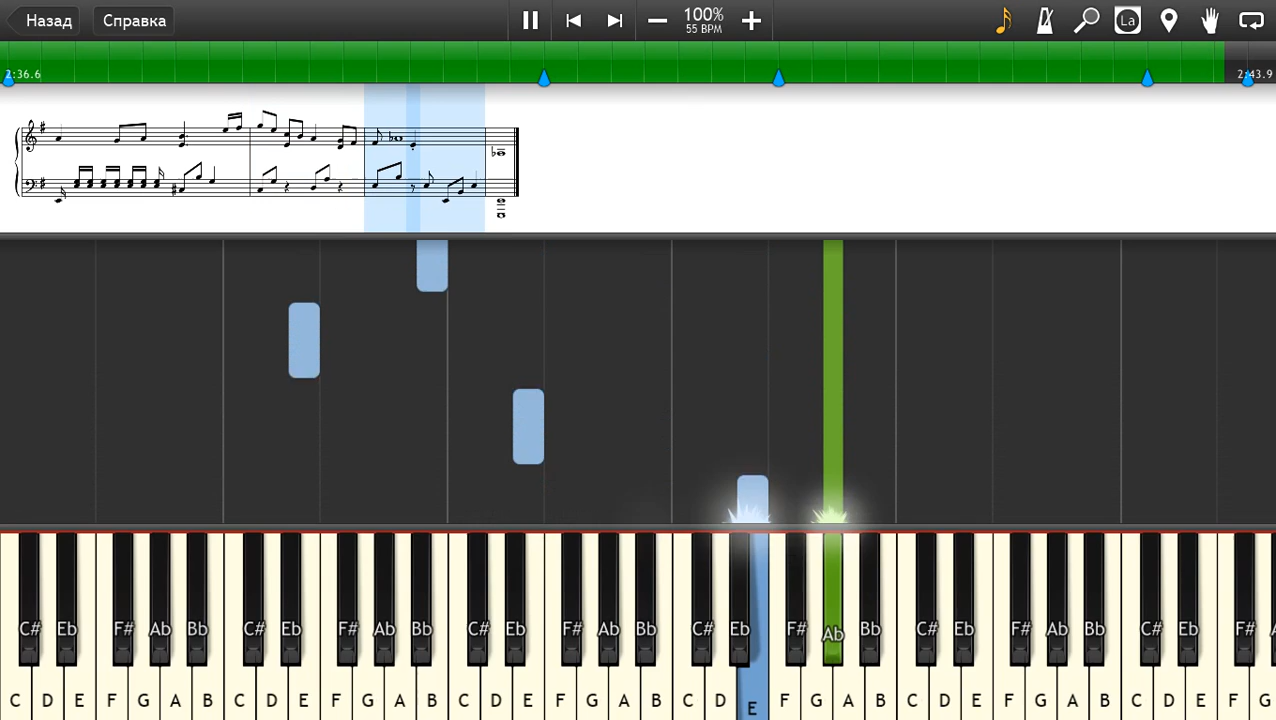 Назад Справка 100% La
55 BPM
2:36.6 2:43.9
C# Eb F# Ab Bb C# Eb F# Ab Bb C# Eb F# Ab Bb C# Eb F# Ab Bb C# Eb F# Ab Bb C# Eb F#
C D E F G A B C D E F G A B C D E F G A B C D E F G A B C D E F G A B C D E F G